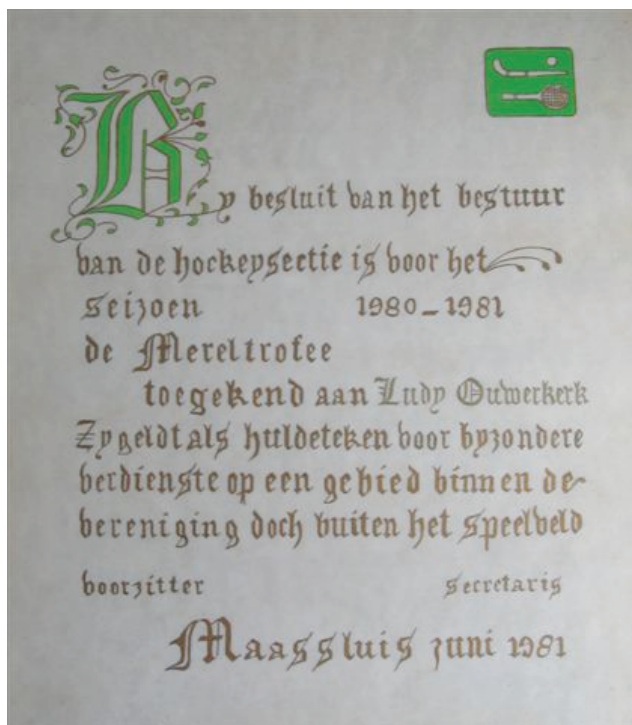 By besluit van het bestuur
van de hockeysectie is voor het
seizoen 1980-1981
de Mereltrofee
toegekend aan Ludy Ouwerkerk
Zy geldt als huldeteken voor byzondere
verdienste op een gebied binnen de
vereniging doch buiten het speelveld
voorzitter secretaris
Maassluis juni 1981